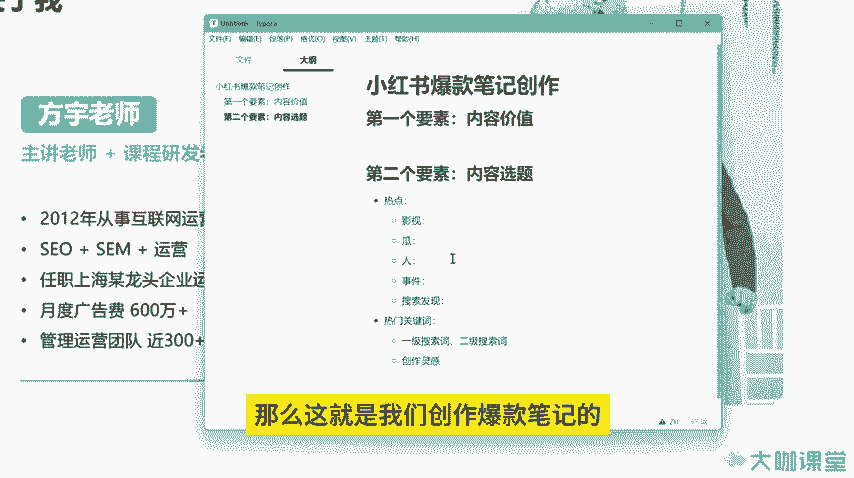 于我
方宇老师
主讲老师 + 课程研发
2012年从事互联网运营
SEO + SEM + 运营
任职上海某龙头企业运
月度广告费 600万+
管理运营团队 近300+
文件(F) 编辑(E) 段落(P) 格式(O) 视图(V) 主题(T) 帮助(H)
文件 大纲
小红书爆款笔记创作
第一个要素：内容价值
第二个要素：内容选题
小红书爆款笔记创作
第一个要素：内容价值
第二个要素：内容选题
热点：
影视：
瓜：
人：
事件：
搜索发现：
热门关键词：
一级搜索词、二级搜索词
创作灵感
那么这就是我们创作爆款笔记的
大咖课堂